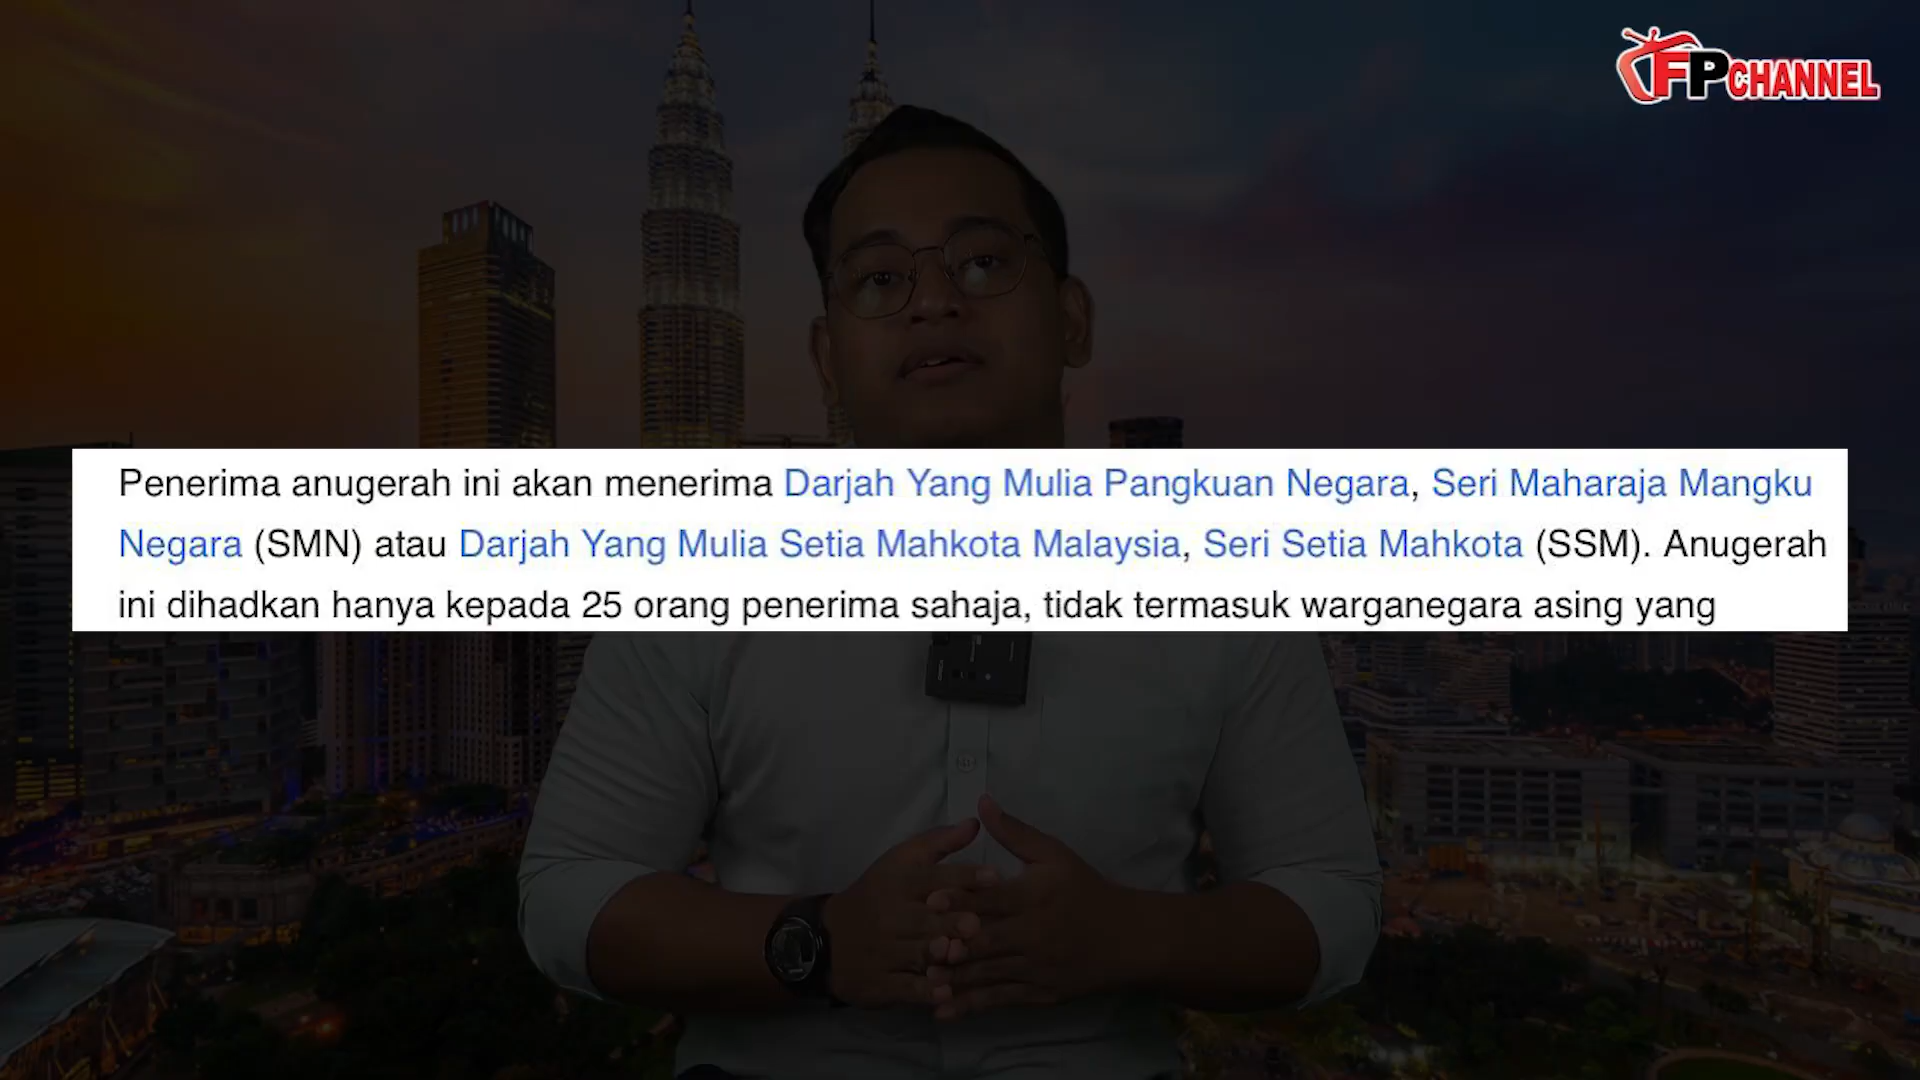 FPCHANNEL
Penerima anugerah ini akan menerima Darjah Yang Mulia Pangkuan Negara, Seri Maharaja Mangku
Negara (SMN) atau Darjah Yang Mulia Setia Mahkota Malaysia, Seri Setia Mahkota (SSM). Anugerah
ini dihadkan hanya kepada 25 orang penerima sahaja, tidak termasuk warganegara asing yang